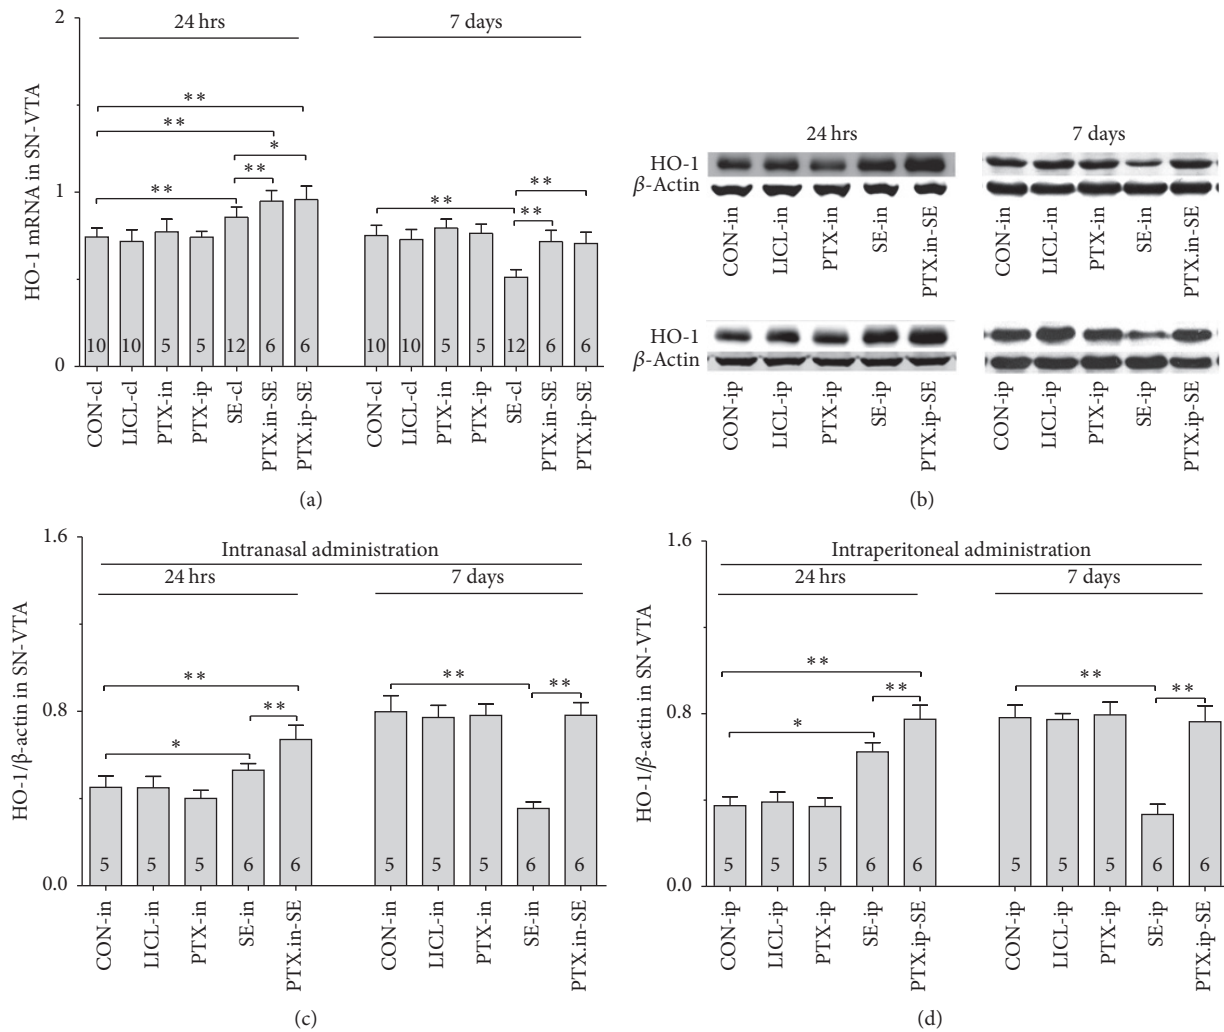 2
1
0
HO-1 mRNA in SN-VTA
24 hrs
7 days
**
**
**
**
*
**
**
**
10 10 5 5 12 6 6
10 10 5 5 12 6 6
CON-cl LICL-cl PTX-in PTX-ip SE-cl PTX.in-SE PTX.ip-SE
CON-cl LICL-cl PTX-in PTX-ip SE-cl PTX.in-SE PTX.ip-SE
(a)
24 hrs
7 days
HO-1
β-Actin
CON-in LICL-in PTX-in SE-in PTX.in-SE
CON-in LICL-in PTX-in SE-in PTX.in-SE
HO-1
β-Actin
CON-ip LICL-ip PTX-ip SE-ip PTX.ip-SE
CON-ip LICL-ip PTX-ip SE-ip PTX.ip-SE
(b)
1.6
0.8
0.0
HO-1/β-actin in SN-VTA
Intranasal administration
24 hrs
7 days
**
**
*
**
**
5 5 5 6 6
5 5 5 6 6
CON-in LICL-in PTX-in SE-in PTX.in-SE
CON-in LICL-in PTX-in SE-in PTX.in-SE
(c)
1.6
0.8
0.0
HO-1/β-actin in SN-VTA
Intraperitoneal administration
24 hrs
7 days
**
**
*
**
**
5 5 5 6 6
5 5 5 6 6
CON-ip LICL-ip PTX-ip SE-ip PTX.ip-SE
CON-ip LICL-ip PTX-ip SE-ip PTX.ip-SE
(d)